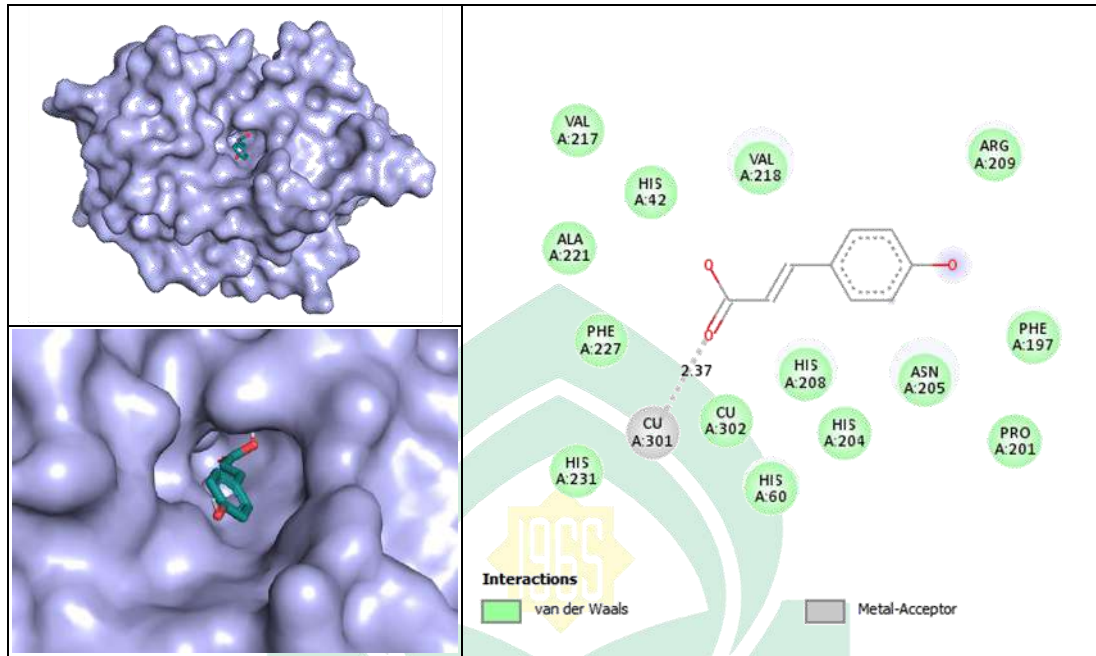 VAL
A:217
HIS
A:42
VAL
A:218
ARG
A:209
ALA
A:221
O
O
PHE
A:227
O
2.37
HIS
A:208
ASN
A:205
PHE
A:197
CU
A:301
CU
A:302
HIS
A:204
PRO
A:201
HIS
A:231
HIS
A:60
1965
Interactions
van der Waals
Metal-Acceptor